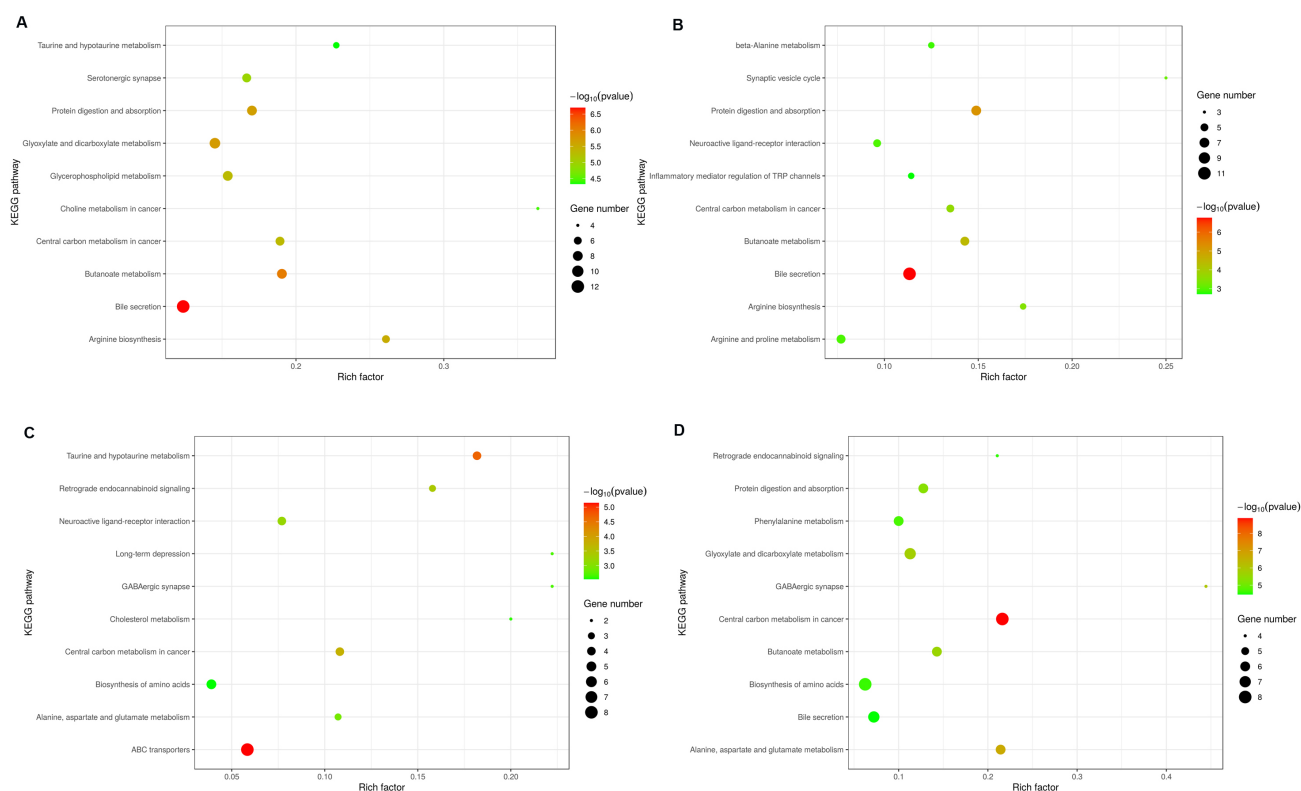 A
KEGG pathway
Taurine and hypotaurine metabolism
Serotonergic synapse
Protein digestion and absorption
Glyoxylate and dicarboxylate metabolism
Glycerophospholipid metabolism
Choline metabolism in cancer
Central carbon metabolism in cancer
Butanoate metabolism
Bile secretion
Arginine biosynthesis
0.2 0.3
Rich factor
−log10(pvalue)
6.5
6.0
5.5
5.0
4.5
Gene number
4
6
8
10
12
B
KEGG pathway
beta-Alanine metabolism
Synaptic vesicle cycle
Protein digestion and absorption
Neuroactive ligand-receptor interaction
Inflammatory mediator regulation of TRP channels
Central carbon metabolism in cancer
Butanoate metabolism
Bile secretion
Arginine biosynthesis
Arginine and proline metabolism
0.10 0.15 0.20 0.25
Rich factor
Gene number
3
5
7
9
11
−log10(pvalue)
6
5
4
3
C
KEGG pathway
Taurine and hypotaurine metabolism
Retrograde endocannabinoid signaling
Neuroactive ligand-receptor interaction
Long-term depression
GABAergic synapse
Cholesterol metabolism
Central carbon metabolism in cancer
Biosynthesis of amino acids
Alanine, aspartate and glutamate metabolism
ABC transporters
0.05 0.10 0.15 0.20
Rich factor
−log10(pvalue)
5.0
4.5
4.0
3.5
3.0
Gene number
2
3
4
5
6
7
8
D
KEGG pathway
Retrograde endocannabinoid signaling
Protein digestion and absorption
Phenylalanine metabolism
Glyoxylate and dicarboxylate metabolism
GABAergic synapse
Central carbon metabolism in cancer
Butanoate metabolism
Biosynthesis of amino acids
Bile secretion
Alanine, aspartate and glutamate metabolism
0.1 0.2 0.3 0.4
Rich factor
−log10(pvalue)
8
7
6
5
Gene number
4
5
6
7
8